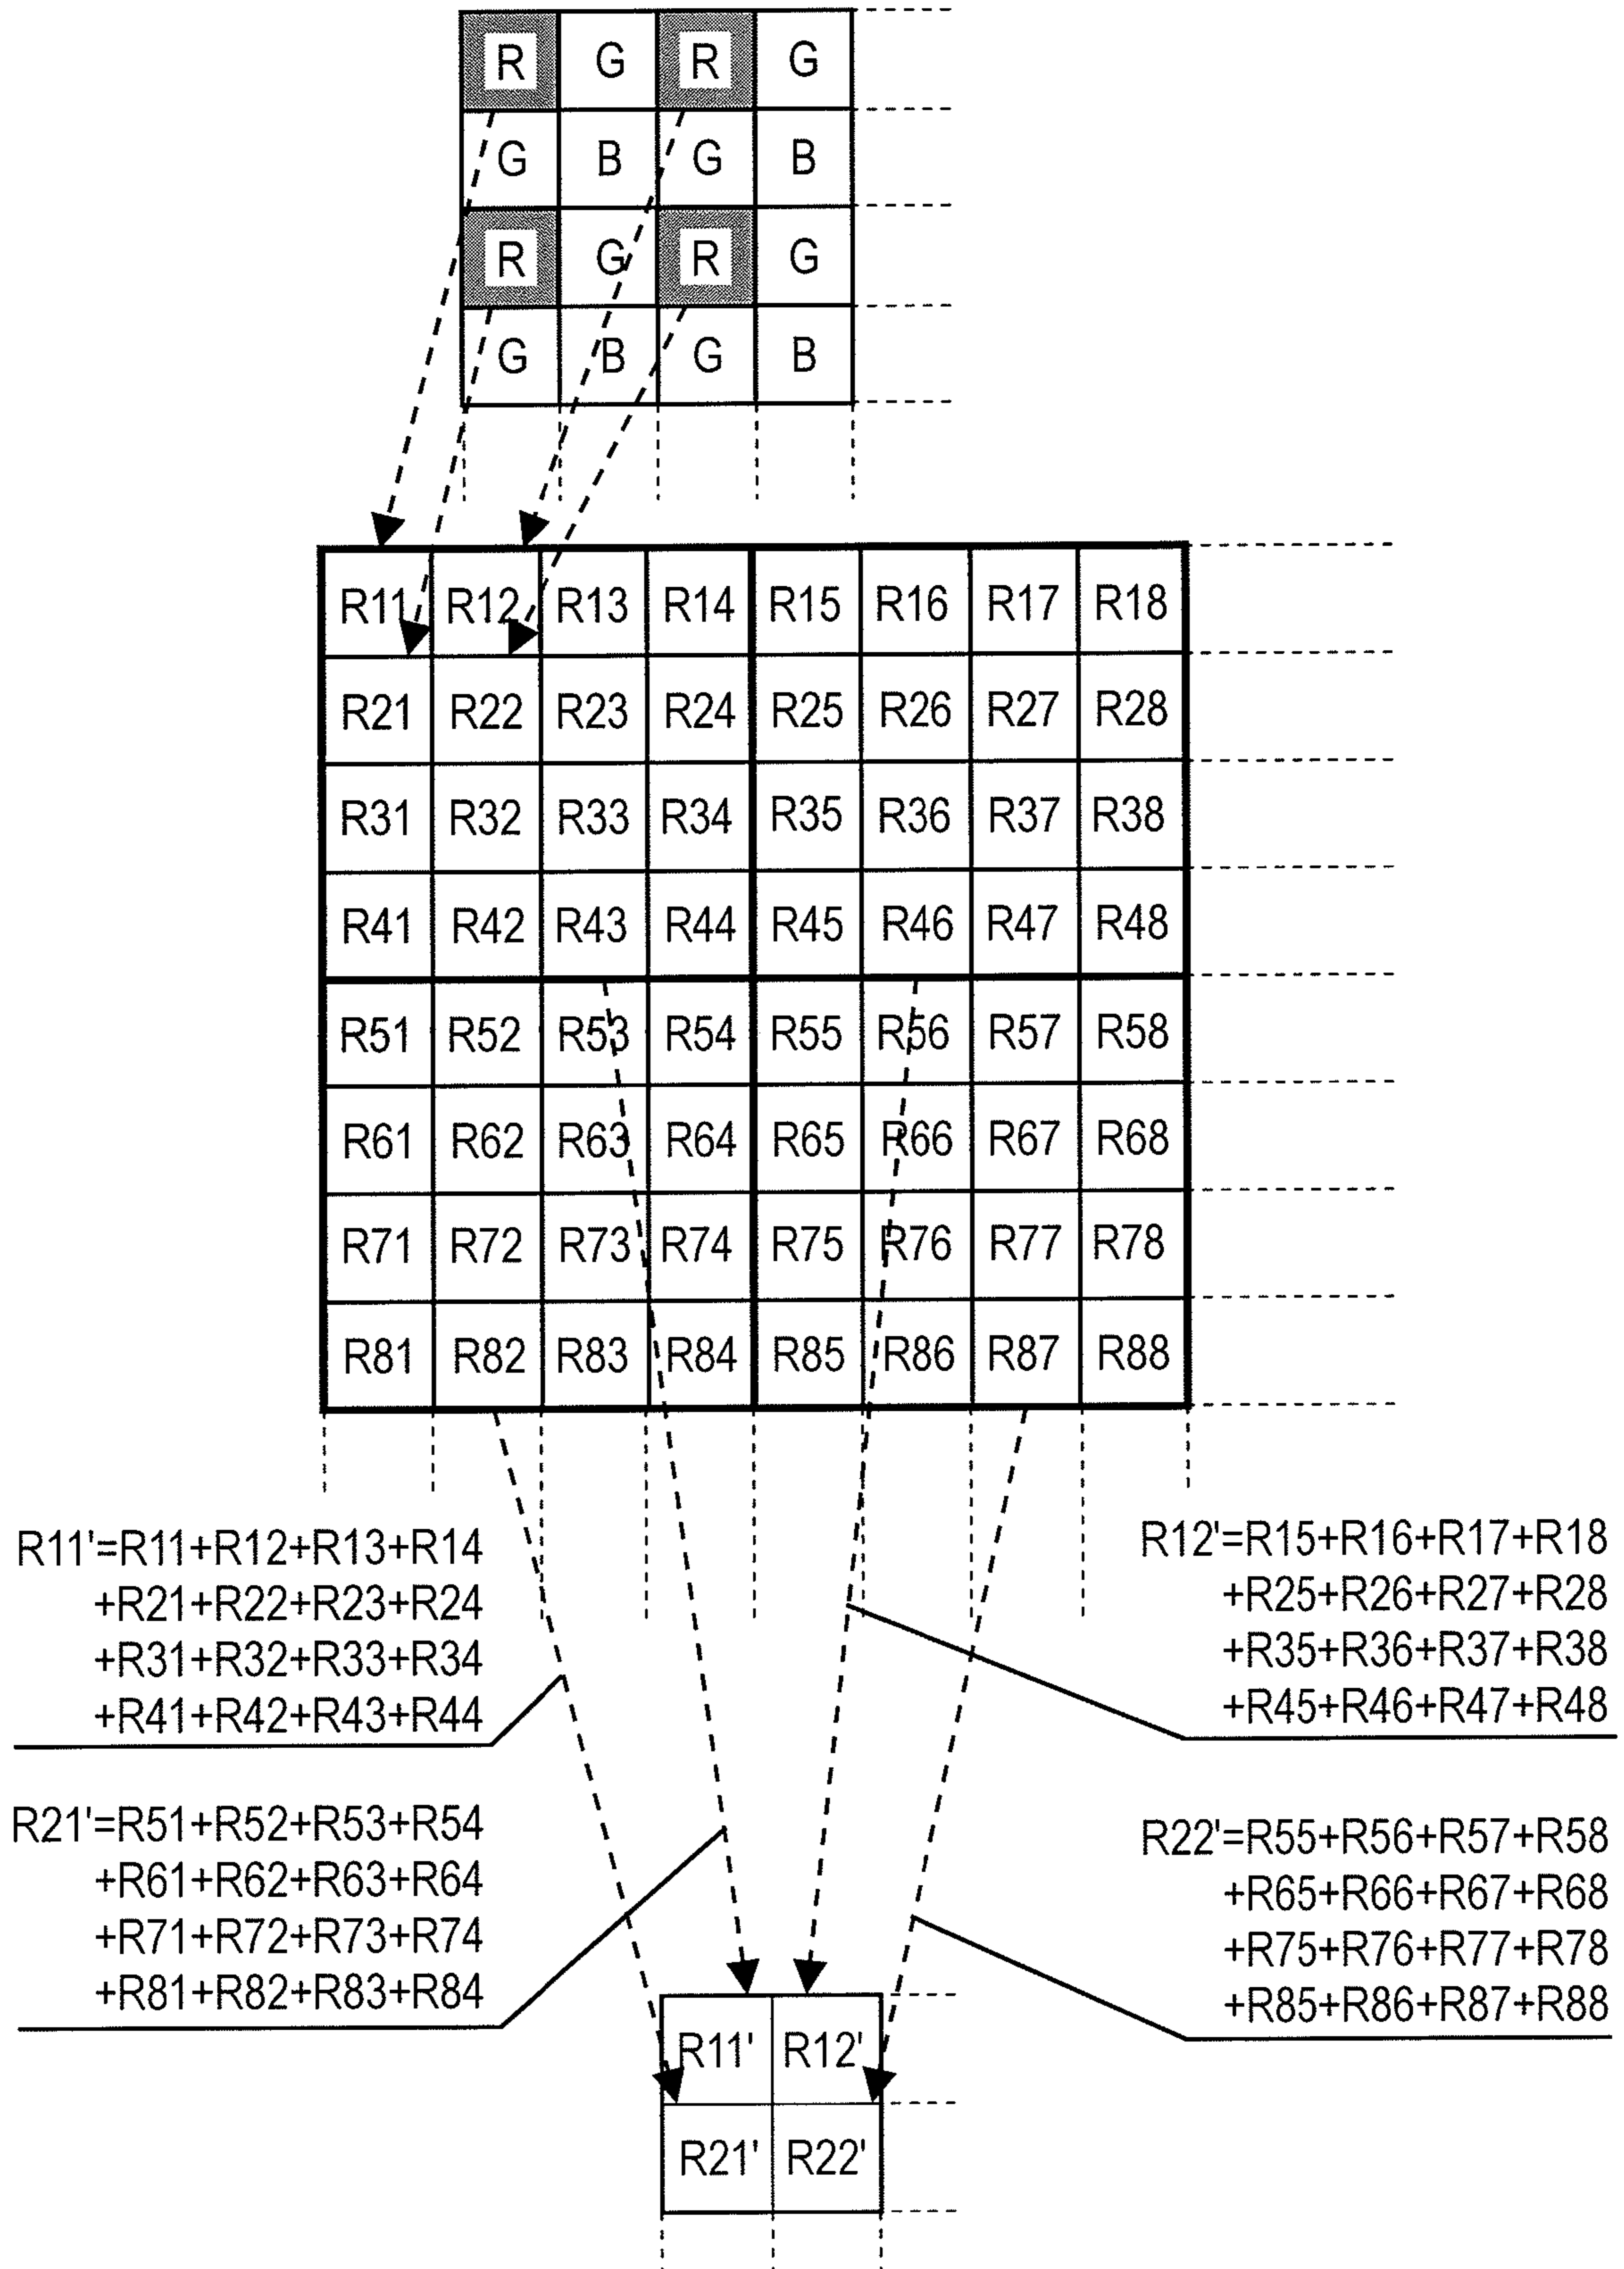 R G R G
G B G B
R G R G
G B G B
R11 R12 R13 R14 R15 R16 R17 R18
R21 R22 R23 R24 R25 R26 R27 R28
R31 R32 R33 R34 R35 R36 R37 R38
R41 R42 R43 R44 R45 R46 R47 R48
R51 R52 R53 R54 R55 R56 R57 R58
R61 R62 R63 R64 R65 R66 R67 R68
R71 R72 R73 R74 R75 R76 R77 R78
R81 R82 R83 R84 R85 R86 R87 R88
R11'=R11+R12+R13+R14
+R21+R22+R23+R24
+R31+R32+R33+R34
+R41+R42+R43+R44
R12'=R15+R16+R17+R18
+R25+R26+R27+R28
+R35+R36+R37+R38
+R45+R46+R47+R48
R21'=R51+R52+R53+R54
+R61+R62+R63+R64
+R71+R72+R73+R74
+R81+R82+R83+R84
R22'=R55+R56+R57+R58
+R65+R66+R67+R68
+R75+R76+R77+R78
+R85+R86+R87+R88
R11' R12'
R21' R22'